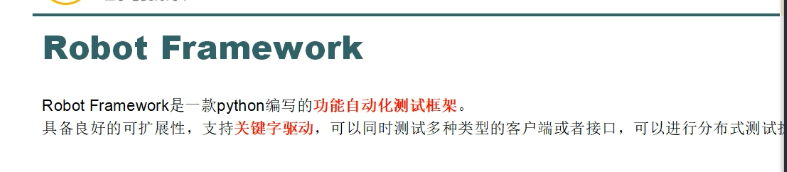 Robot Framework
Robot Framework是一款python编写的功能自动化测试框架。
具备良好的可扩展性，支持关键字驱动，可以同时测试多种类型的客户端或者接口，可以进行分布式测试